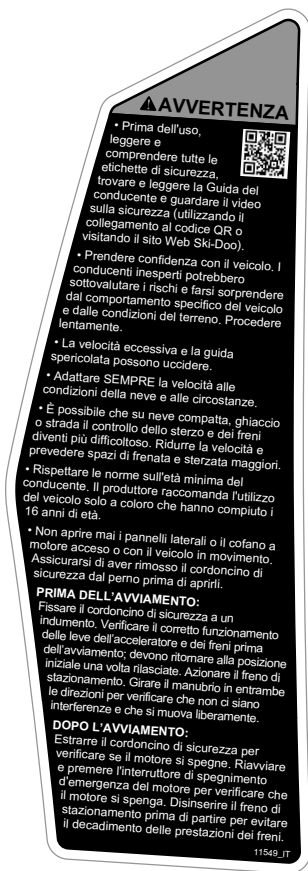 ⚠AVVERTENZA
• Prima dell'uso,
leggere e
comprendere tutte le
etichette di sicurezza,
trovare e leggere la Guida del
conducente e guardare il video
sulla sicurezza (utilizzando il
collegamento al codice QR o
visitando il sito Web Ski-Doo).
• Prendere confidenza con il veicolo. I
conducenti inesperti potrebbero
sottovalutare i rischi e farsi sorprendere
dal comportamento specifico del veicolo
e dalle condizioni del terreno. Procedere
lentamente.
• La velocità eccessiva e la guida
spericolata possono uccidere.
• Adattare SEMPRE la velocità alle
condizioni della neve e alle circostanze.
• È possibile che su neve compatta, ghiaccio
o strada il controllo dello sterzo e dei freni
diventi più difficoltoso. Ridurre la velocità e
prevedere spazi di frenata e sterzata maggiori.
• Rispettare le norme sull'età minima del
conducente. Il produttore raccomanda l'utilizzo
del veicolo solo a coloro che hanno compiuto i
16 anni di età.
• Non aprire mai i pannelli laterali o il cofano a
motore acceso o con il veicolo in movimento.
Assicurarsi di aver rimosso il cordoncino di
sicurezza dal perno prima di aprirli.
PRIMA DELL'AVVIAMENTO:
Fissare il cordoncino di sicurezza a un
indumento. Verificare il corretto funzionamento
delle leve dell'acceleratore e dei freni prima
dell'avviamento; devono ritornare alla posizione
iniziale una volta rilasciate. Azionare il freno di
stazionamento. Girare il manubrio in entrambe
le direzioni per verificare che non ci siano
interferenze e che si muova liberamente.
DOPO L'AVVIAMENTO:
Estrarre il cordoncino di sicurezza per
verificare se il motore si spegne. Riavviare
e premere l'interruttore di spegnimento
d'emergenza del motore per verificare che
il motore si spenga. Disinserire il freno di
stazionamento prima di partire per evitare
il decadimento delle prestazioni dei freni.
11549_IT